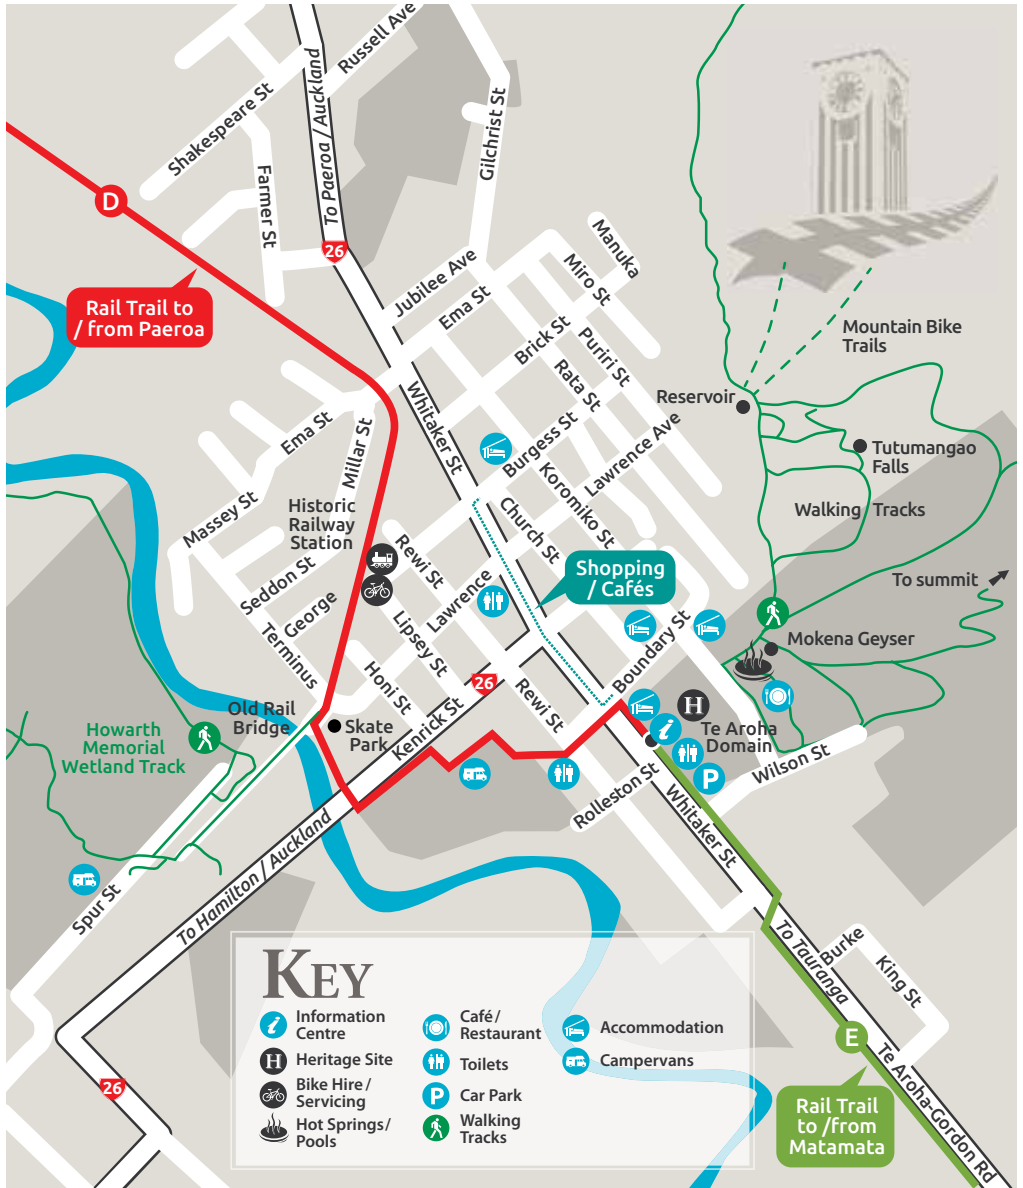 Russell Ave
Shakespeare St
To Paeroa / Auckland
Gilchrist St
Farmer St
D
26
Manuka
Jubilee Ave
Miro St
Rail Trail to
/ from Paeroa
Ema St
Brick St
Puriri St
Mountain Bike
Trails
Rata St
Whitaker St
Reservoir
Ema St
Millar St
Burgess St
Lawrence Ave
Tutumangao
Falls
Koromiko St
Massey St
Historic
Railway
Station
Church St
Walking Tracks
Rewi St
Seddon St
Shopping
/ Cafés
To summit
George
Lawrence
Lipsey St
Terminus
Boundary St
Mokena Geyser
Honi St
26
Rewi St
H
Old Rail
Bridge
Skate
Park
Kenrick St
Howarth
Memorial
Wetland Track
i
Te Aroha
Domain
Wilson St
P
Rolleston St
Whitaker St
To Hamilton / Auckland
Spur St
To Tauranga
Burke
King St
KEY
i
Information
Centre
H
Heritage Site
Bike Hire /
Servicing
Hot Springs/
Pools
Café /
Restaurant
Toilets
P
Car Park
Walking
Tracks
Accommodation
Campervans
26
E
Te Aroha-Gordon Rd
Rail Trail
to /from
Matamata